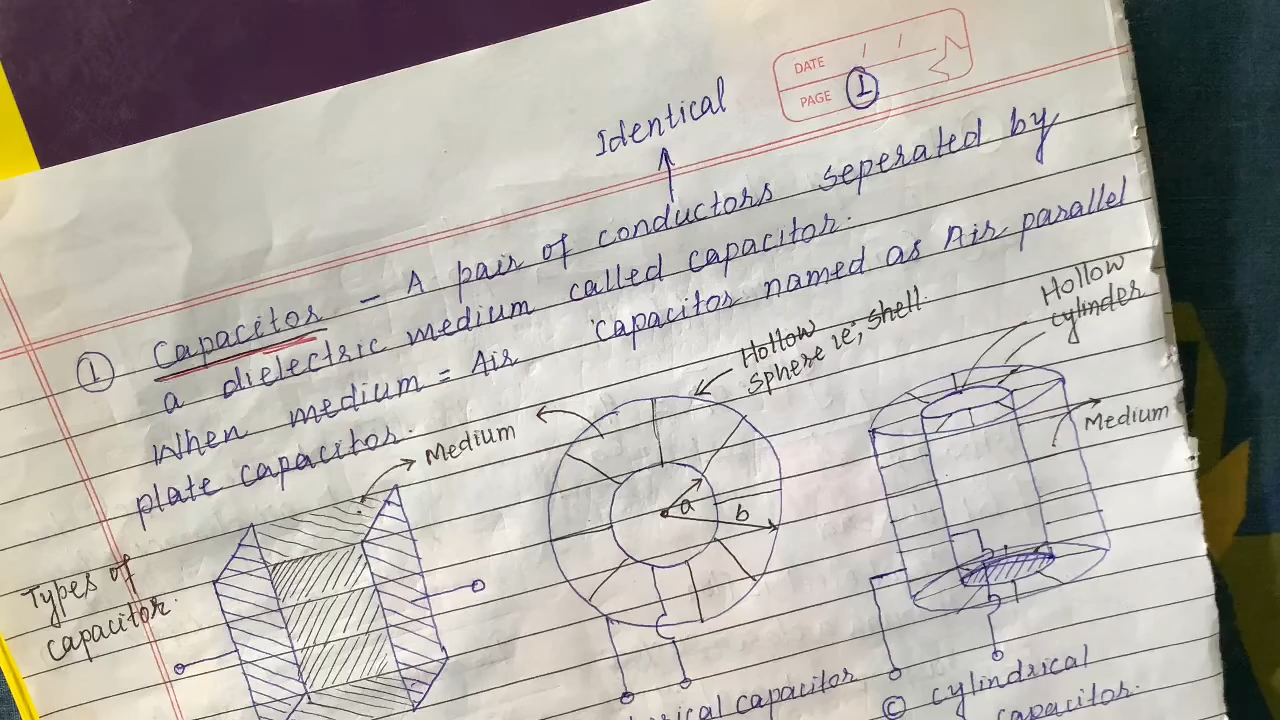 DATE / /
PAGE 1
Identical
① Capacitor - A pair of conductors seperated by
a dielectric medium called capacitor.
When medium = Air capacitor named as Air parallel
plate capacitor.
Medium
Hollow
sphere ie, shell.
Hollow
cylinder
Medium
Types of
capacitor.
a
b
capacitor
© cylindrical
capacitor.